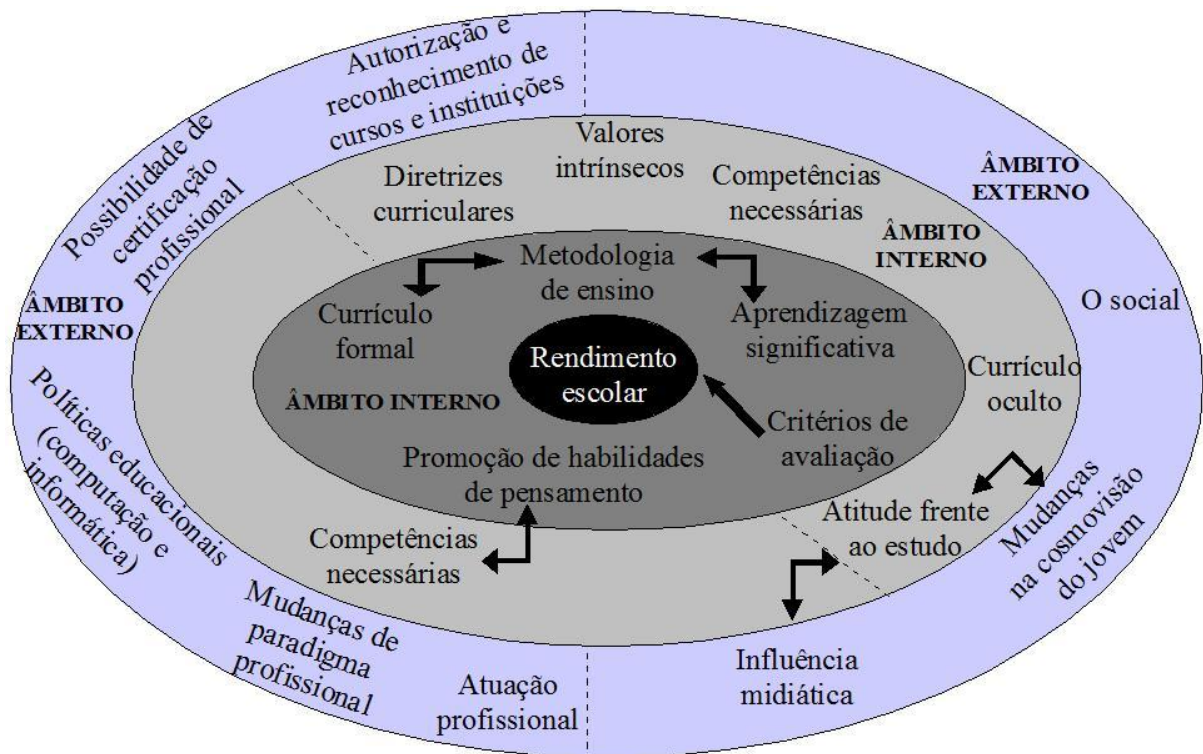 Autorização e
reconhecimento de
cursos e instituições
Possibilidade de
certificação
profissional
ÂMBITO
EXTERNO
Políticas educacionais
(computação e
informática)
Mudanças de
paradigma
profissional
Atuação
profissional
ÂMBITO
EXTERNO
O social
Mudanças
na cosmovisão
do jovem
Influência
midiática
Diretrizes
curriculares
Valores
intrínsecos
Competências
necessárias
ÂMBITO
INTERNO
Currículo
oculto
Atitude frente
ao estudo
Competências
necessárias
Metodologia
de ensino
Currículo
formal
Aprendizagem
significativa
Rendimento
escolar
ÂMBITO INTERNO
Critérios de
avaliação
Promoção de habilidades
de pensamento